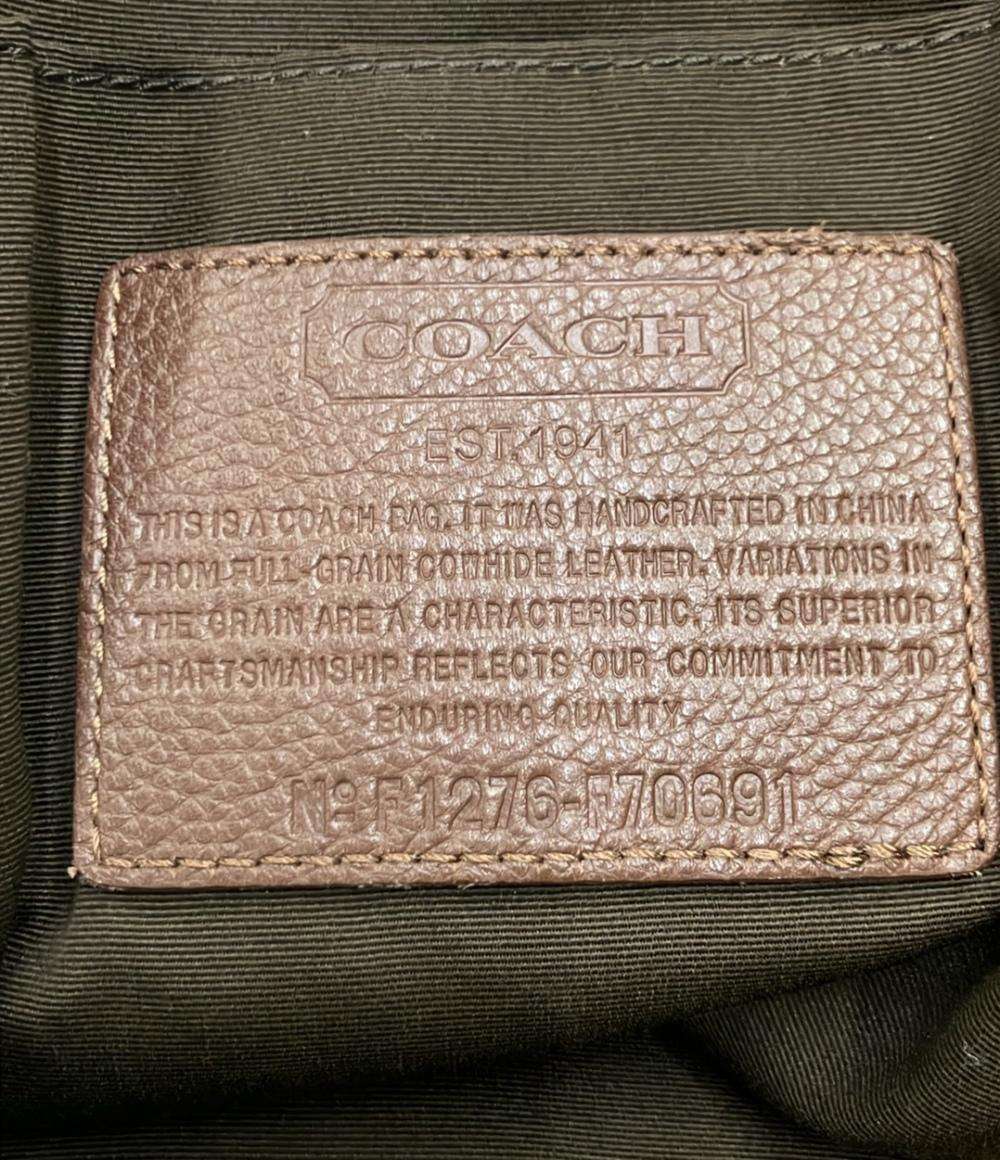 COACH
EST.1941
THIS IS A COACH BAG. IT WAS HANDCRAFTED IN CHINA
FROM FULL GRAIN COWHIDE LEATHER. VARIATIONS IN
THE GRAIN ARE A CHARACTERISTIC. ITS SUPERIOR
CRAFTSMANSHIP REFLECTS OUR COMMITMENT TO
ENDURING QUALITY.
Nº F1276-F70691